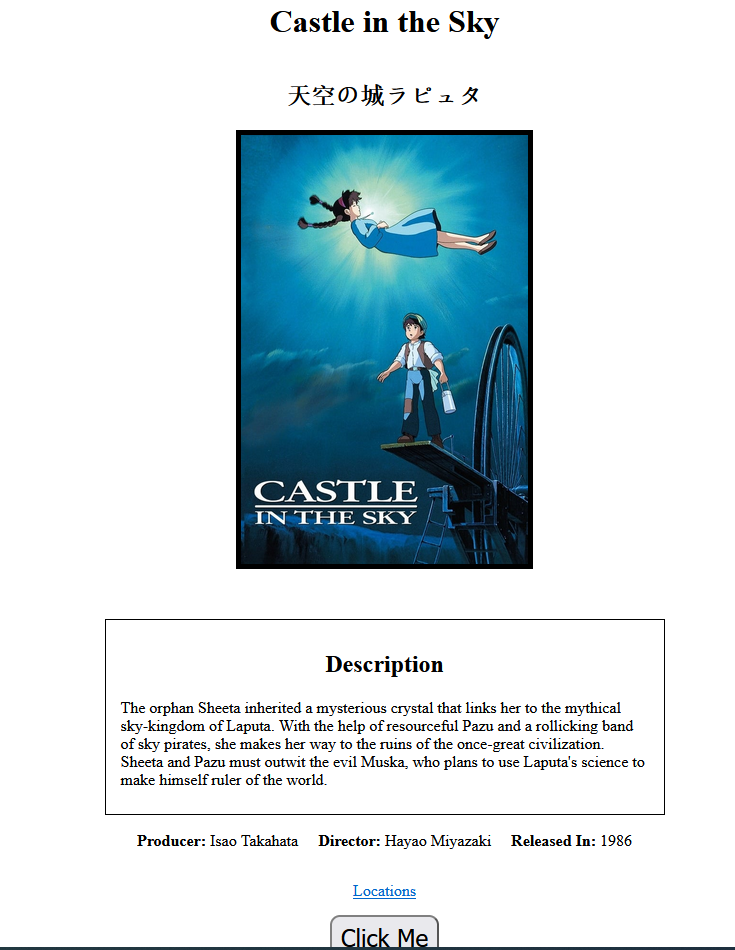 Castle in the Sky
天空の城ラピュタ
CASTLE
IN THE SKY
Description
The orphan Sheeta inherited a mysterious crystal that links her to the mythical
sky-kingdom of Laputa. With the help of resourceful Pazu and a rollicking band
of sky pirates, she makes her way to the ruins of the once-great civilization.
Sheeta and Pazu must outwit the evil Muska, who plans to use Laputa's science to
make himself ruler of the world.
Producer: Isao Takahata Director: Hayao Miyazaki Released In: 1986
Locations
Click Me